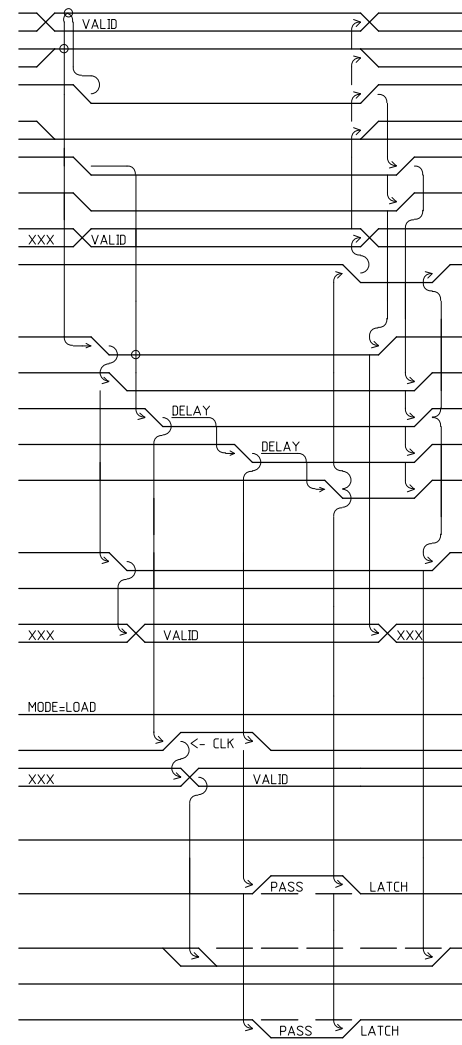 VALID
XXX VALID
DELAY
DELAY
XXX VALID XXX
MODE=LOAD
<- CLK
XXX VALID
PASS LATCH
PASS LATCH